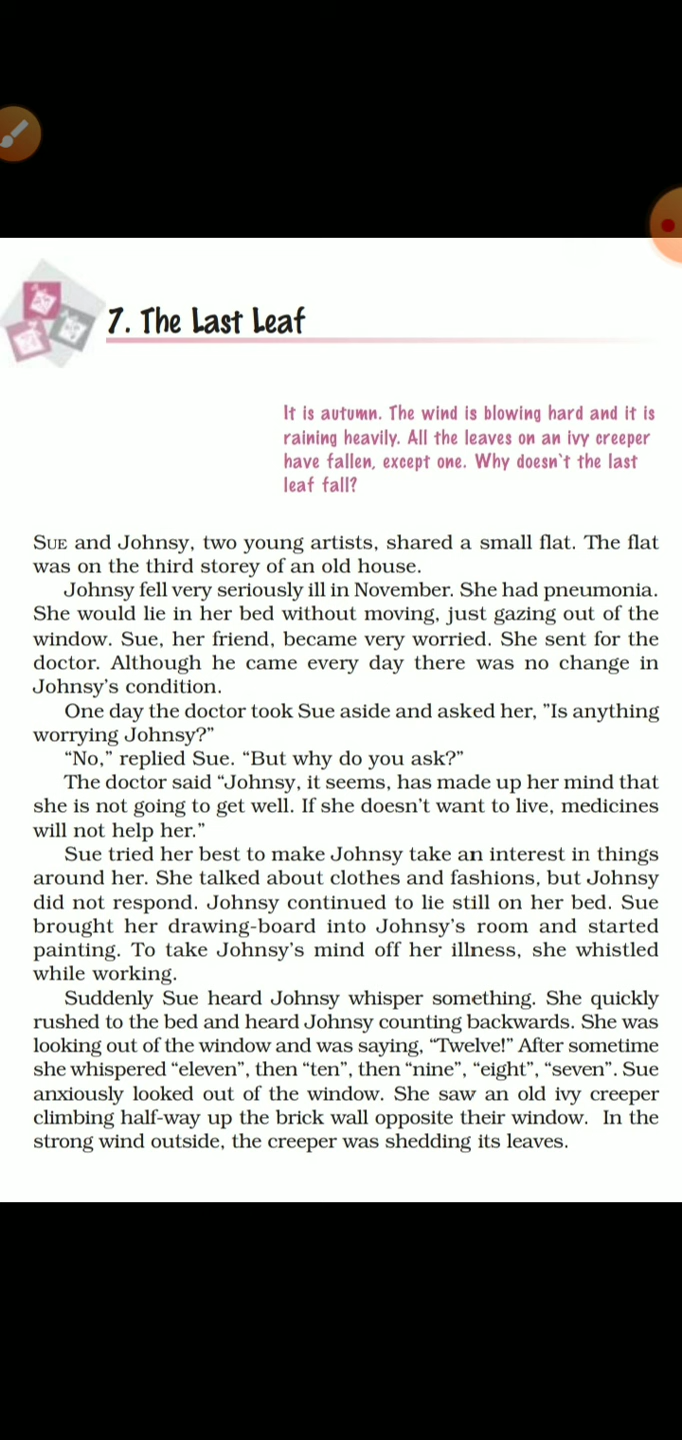 7. The Last Leaf
It is autumn. The wind is blowing hard and it is
raining heavily. All the leaves on an ivy creeper
have fallen, except one. Why doesn`t the last
leaf fall?
SUE and Johnsy, two young artists, shared a small flat. The flat
was on the third storey of an old house.
Johnsy fell very seriously ill in November. She had pneumonia.
She would lie in her bed without moving, just gazing out of the
window. Sue, her friend, became very worried. She sent for the
doctor. Although he came every day there was no change in
Johnsy's condition.
One day the doctor took Sue aside and asked her, "Is anything
worrying Johnsy?"
“No,” replied Sue. “But why do you ask?”
The doctor said “Johnsy, it seems, has made up her mind that
she is not going to get well. If she doesn't want to live, medicines
will not help her.”
Sue tried her best to make Johnsy take an interest in things
around her. She talked about clothes and fashions, but Johnsy
did not respond. Johnsy continued to lie still on her bed. Sue
brought her drawing-board into Johnsy's room and started
painting. To take Johnsy's mind off her illness, she whistled
while working.
Suddenly Sue heard Johnsy whisper something. She quickly
rushed to the bed and heard Johnsy counting backwards. She was
looking out of the window and was saying, “Twelve!” After sometime
she whispered “eleven”, then “ten”, then “nine”, “eight”, “seven”. Sue
anxiously looked out of the window. She saw an old ivy creeper
climbing half-way up the brick wall opposite their window. In the
strong wind outside, the creeper was shedding its leaves.